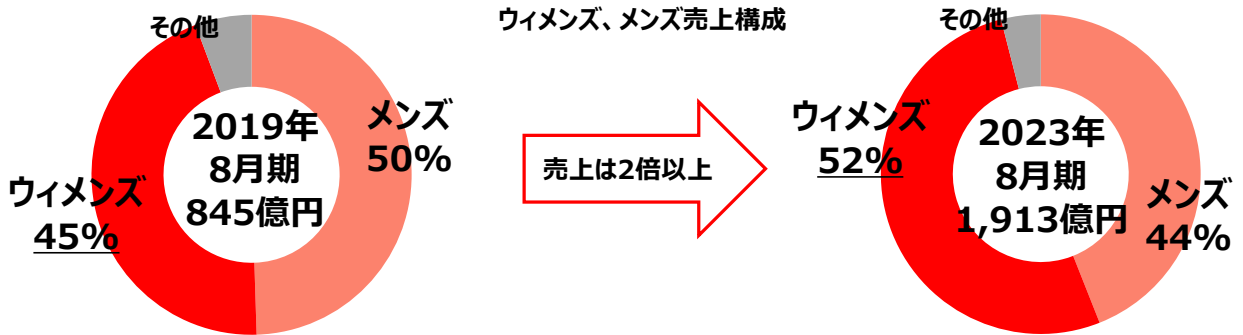 ウィメンズ、メンズ売上構成
その他
メンズ
50%
2019年
8月期
845億円
ウィメンズ
45%
売上は2倍以上
その他
ウィメンズ
52%
2023年
8月期
1,913億円
メンズ
44%